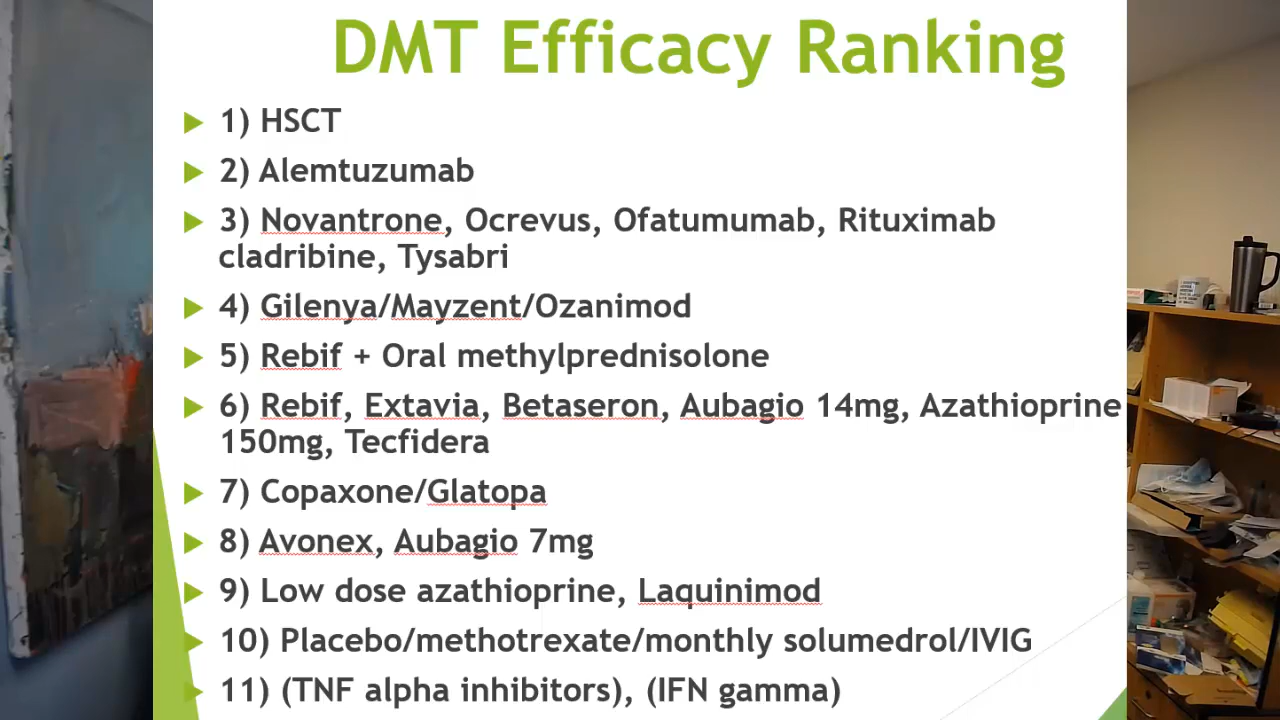 DMT Efficacy Ranking
1) HSCT
2) Alemtuzumab
3) Novantrone, Ocrevus, Ofatumumab, Rituximab
cladribine, Tysabri
4) Gilenya/Mayzent/Ozanimod
5) Rebif + Oral methylprednisolone
6) Rebif, Extavia, Betaseron, Aubagio 14mg, Azathioprine
150mg, Tecfidera
7) Copaxone/Glatopa
8) Avonex, Aubagio 7mg
9) Low dose azathioprine, Laquinimod
10) Placebo/methotrexate/monthly solumedrol/IVIG
11) (TNF alpha inhibitors), (IFN gamma)